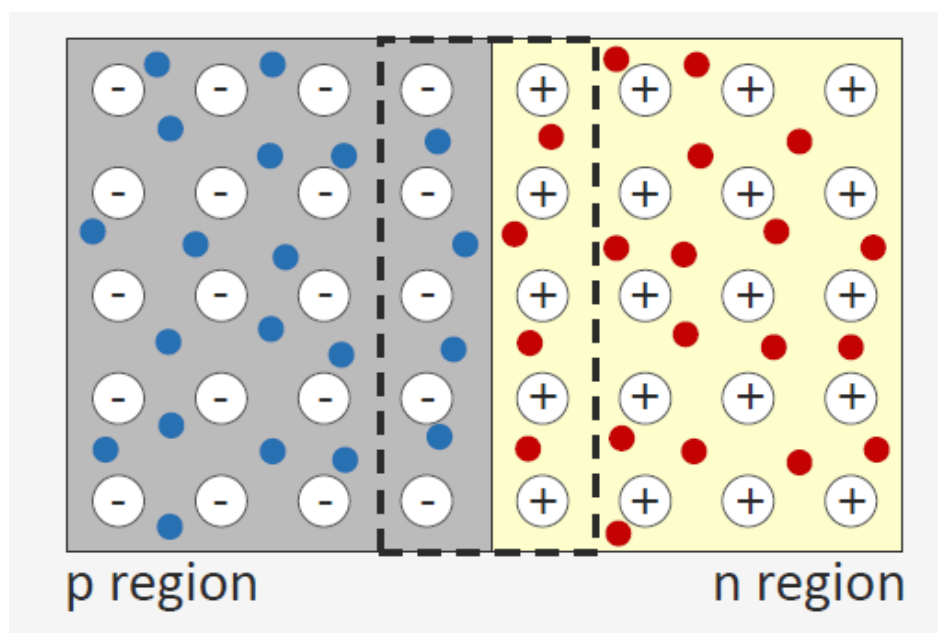 - - - - + + + +
- - - - + + + +
- - - - + + + +
- - - - + + + +
- - - - + + + +
p region n region